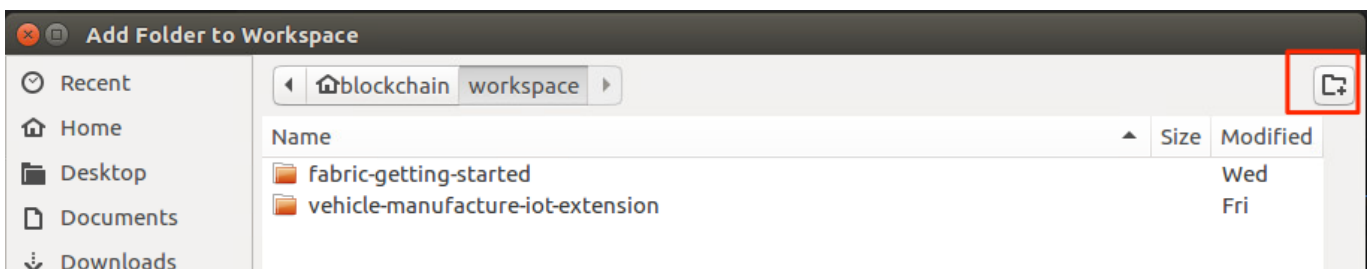 Add Folder to Workspace
Recent
Home
Desktop
Documents
Downloads
blockchain workspace
Name Size Modified
fabric-getting-started Wed
vehicle-manufacture-iot-extension Fri